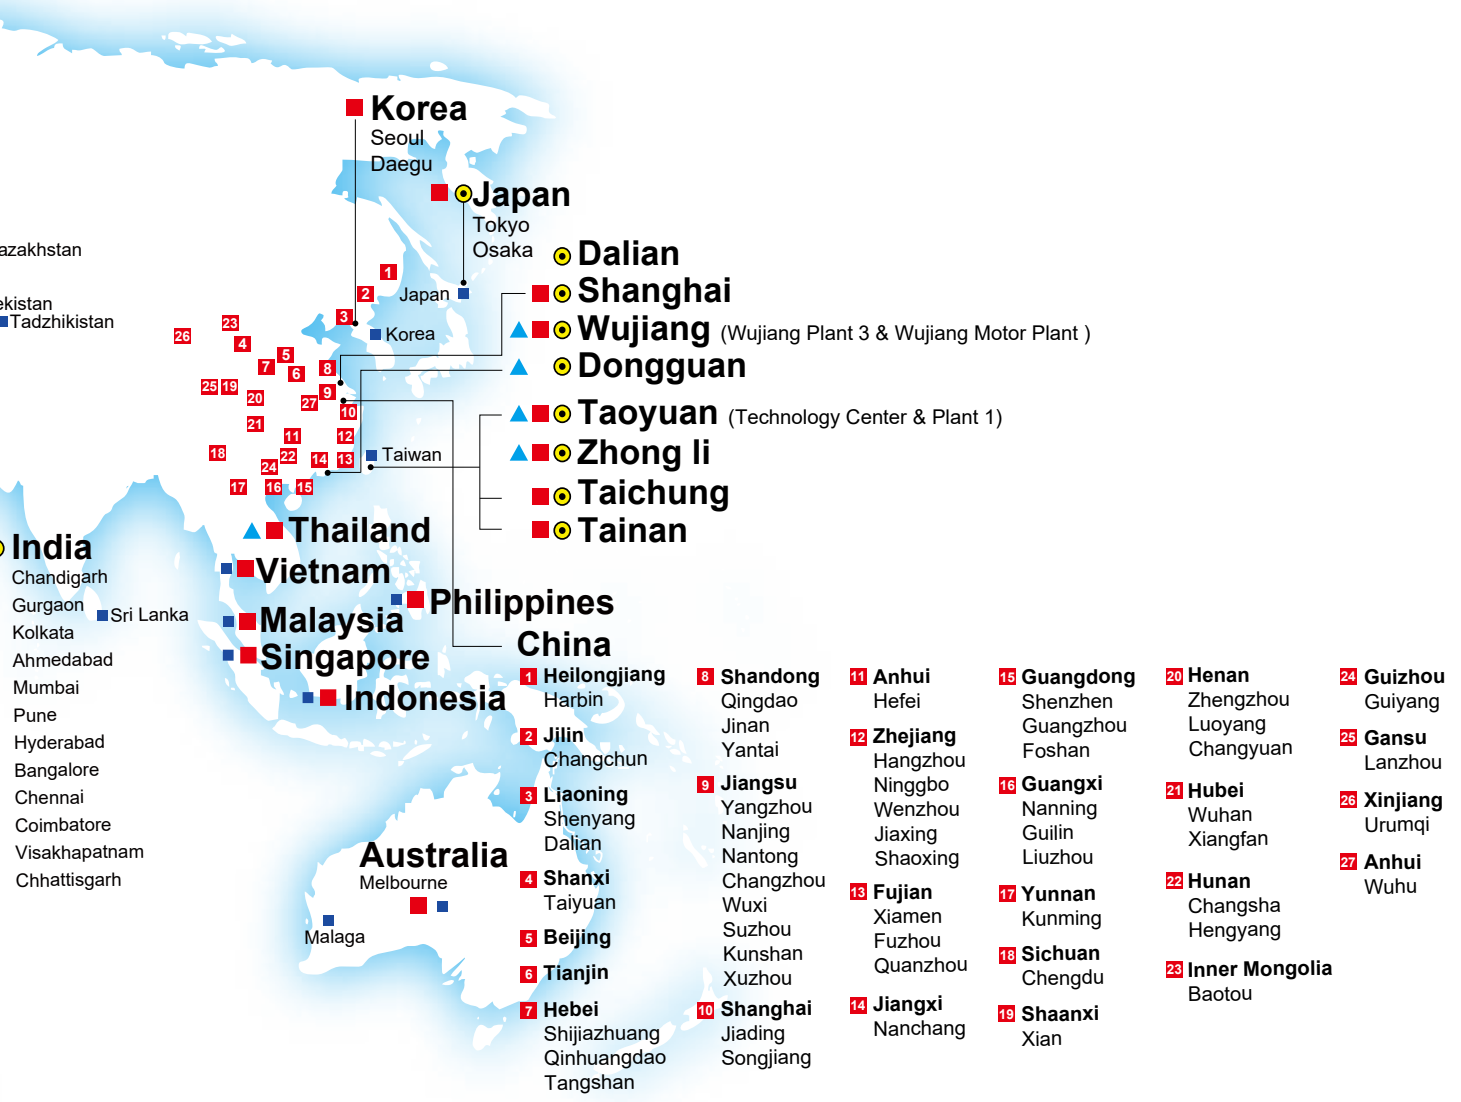 Korea
Seoul
Daegu
Japan
Tokyo
Osaka
azakhstan
ekistan
Tadzhikistan
Dalian
Shanghai
Wujiang (Wujiang Plant 3 & Wujiang Motor Plant )
Dongguan
Taoyuan (Technology Center & Plant 1)
Zhong li
Taichung
Tainan
1
2
Japan
3
Korea
23
26
4
5
7
6
8
25
19
9
20
27
10
21
11
12
18
22
14
13
Taiwan
24
17
16
15
Thailand
Vietnam
Philippines
Malaysia
Singapore
Indonesia
India
Chandigarh
Gurgaon
Sri Lanka
Kolkata
Ahmedabad
Mumbai
Pune
Hyderabad
Bangalore
Chennai
Coimbatore
Visakhapatnam
Chhattisgarh
Australia
Melbourne
Malaga
China
1 Heilongjiang
Harbin
2 Jilin
Changchun
3 Liaoning
Shenyang
Dalian
4 Shanxi
Taiyuan
5 Beijing
6 Tianjin
7 Hebei
Shijiazhuang
Qinhuangdao
Tangshan
8 Shandong
Qingdao
Jinan
Yantai
9 Jiangsu
Yangzhou
Nanjing
Nantong
Changzhou
Wuxi
Suzhou
Kunshan
Xuzhou
10 Shanghai
Jiading
Songjiang
11 Anhui
Hefei
12 Zhejiang
Hangzhou
Ninggbo
Wenzhou
Jiaxing
Shaoxing
13 Fujian
Xiamen
Fuzhou
Quanzhou
14 Jiangxi
Nanchang
15 Guangdong
Shenzhen
Guangzhou
Foshan
16 Guangxi
Nanning
Guilin
Liuzhou
17 Yunnan
Kunming
18 Sichuan
Chengdu
19 Shaanxi
Xian
20 Henan
Zhengzhou
Luoyang
Changyuan
21 Hubei
Wuhan
Xiangfan
22 Hunan
Changsha
Hengyang
23 Inner Mongolia
Baotou
24 Guizhou
Guiyang
25 Gansu
Lanzhou
26 Xinjiang
Urumqi
27 Anhui
Wuhu